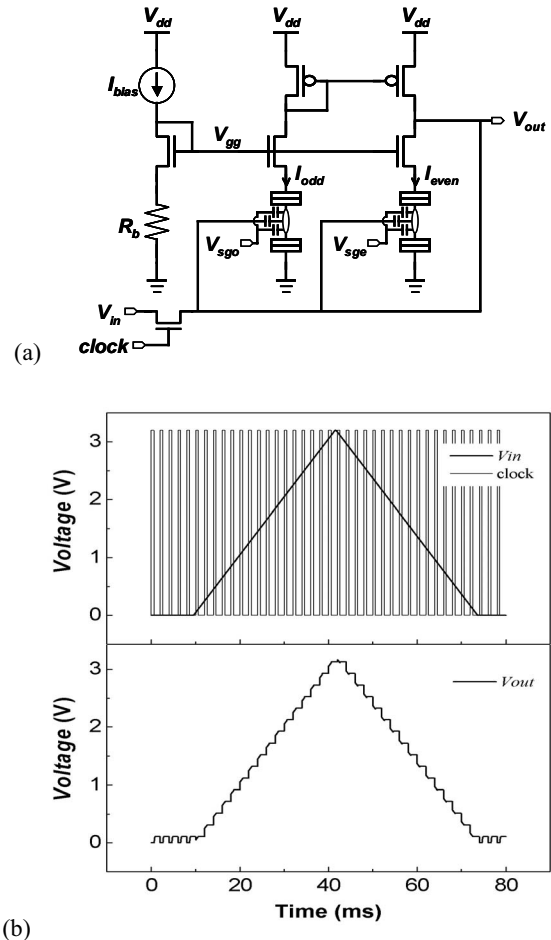 V_dd V_dd V_dd
I_bias
V_gg
V_out
I_odd I_even
R_b
V_sgo V_sge
V_in
clock
(a)
3
2
1
0
Voltage (V)
Vin
clock
3
2
1
0
Voltage (V)
Vout
0 20 40 60 80
Time (ms)
(b)